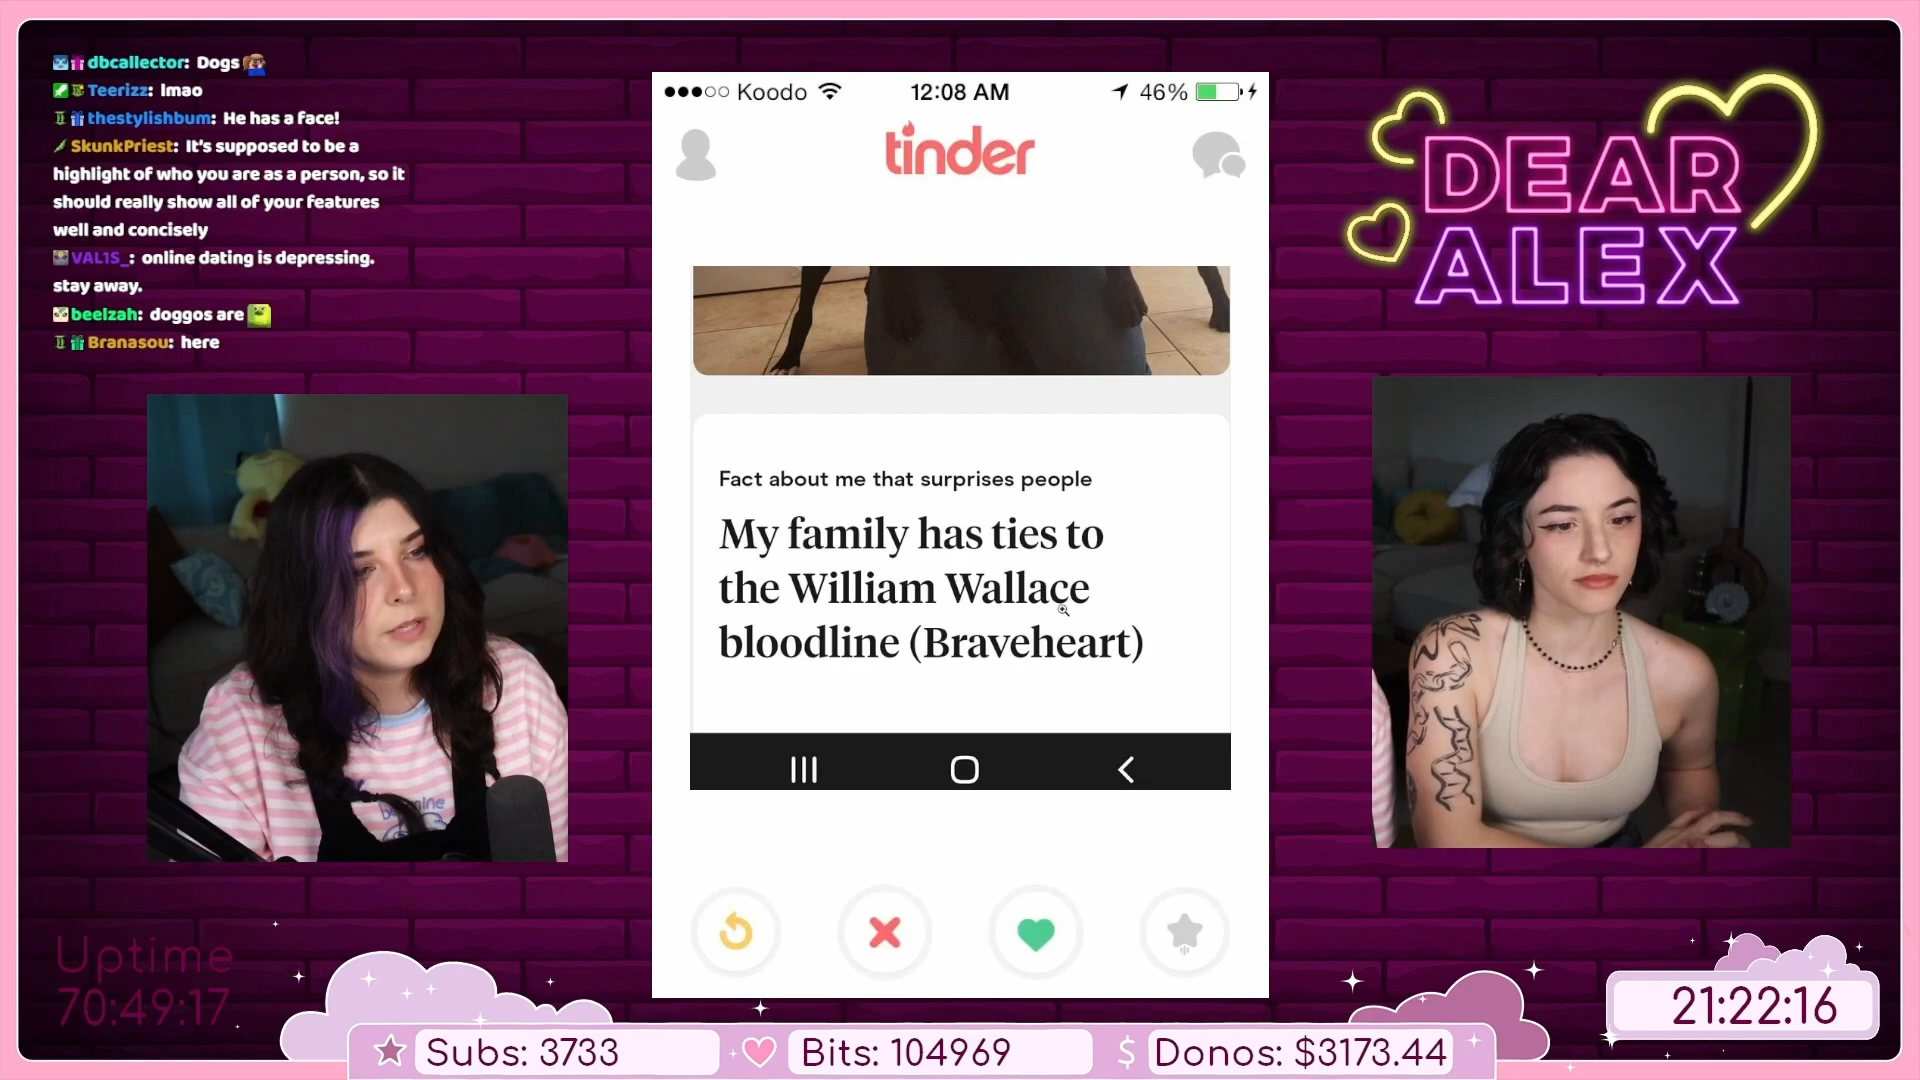 dbcallector: Dogs
Teerizz: lmao
thestylishbum: He has a face!
SkunkPriest: It's supposed to be a
highlight of who you are as a person, so it
should really show all of your features
well and concisely
VAL1S_: online dating is depressing.
stay away.
beelzah: doggos are
Branasou: here
Koodo 12:08 AM 46%
tinder
Fact about me that surprises people
My family has ties to
the William Wallace
bloodline (Braveheart)
DEAR
ALEX
Uptime
70:49:17
21:22:16
Subs: 3733 Bits: 104969 $ Donos: $3173.44